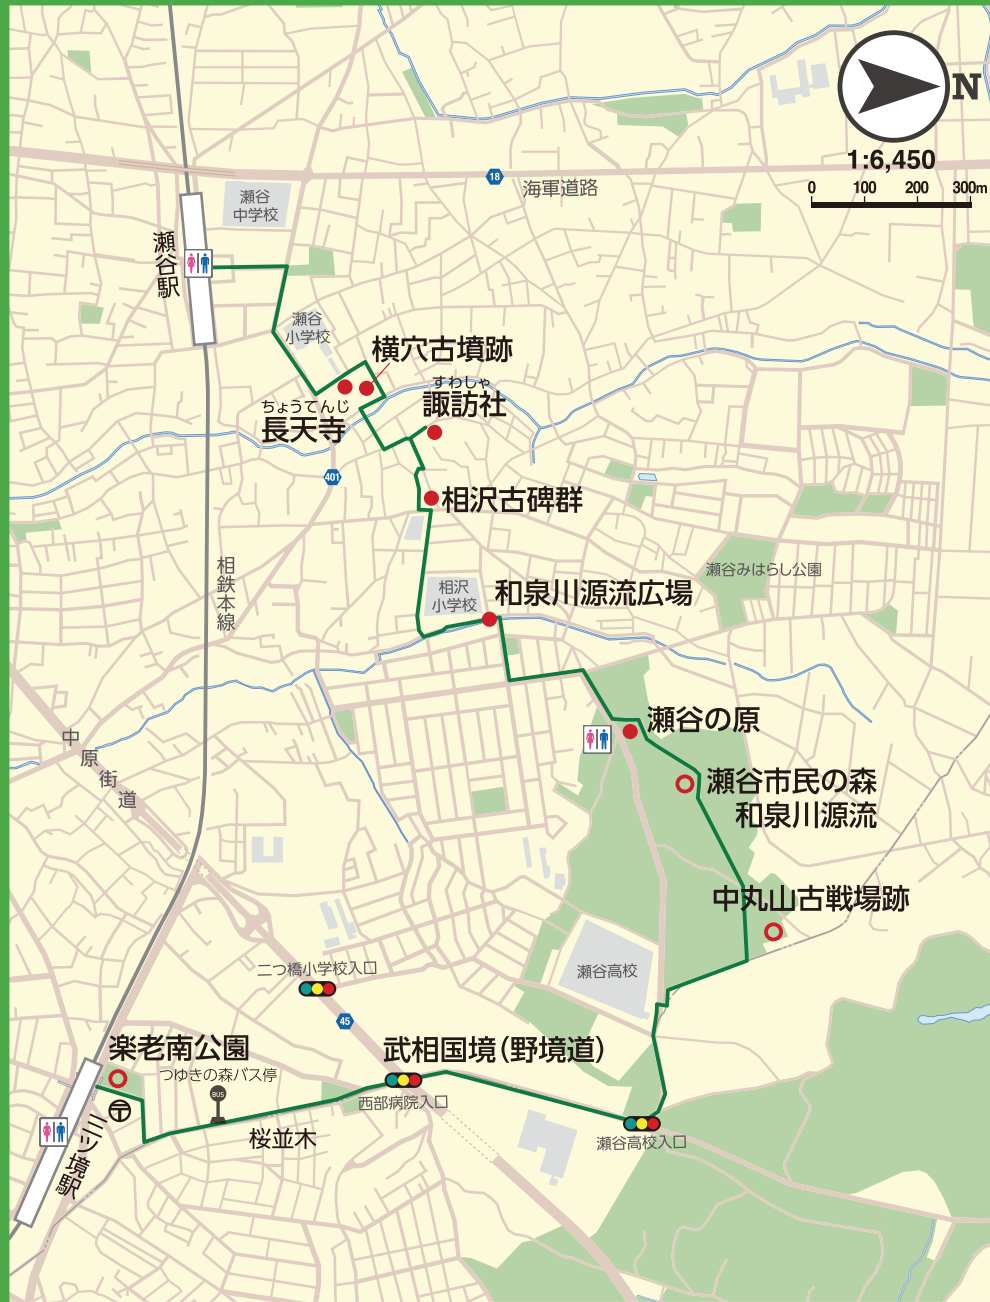 N
1:6,450
0 100 200 300m
18
海軍道路
瀬谷
中学校
瀬谷駅
瀬谷
小学校
横穴古墳跡
すわしゃ
諏訪社
ちょうてんじ
長天寺
401
相沢古碑群
相鉄本線
相沢
小学校
和泉川源流広場
瀬谷みはらし公園
中原街道
瀬谷の原
瀬谷市民の森
和泉川源流
中丸山古戦場跡
瀬谷高校
二つ橋小学校入口
45
武相国境(野境道)
楽老南公園
つゆきの森バス停
BUS
西部病院入口
瀬谷高校入口
桜並木
三ツ境駅